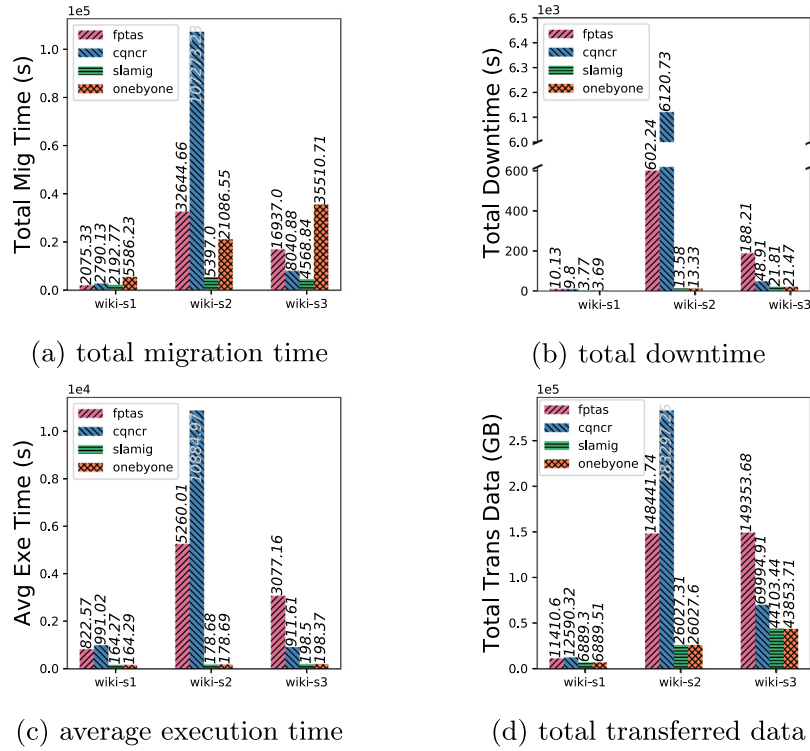 1e5
Total Mig Time (s)
1.0
0.8
0.6
0.4
0.2
0.0
fptas
cqncr
slamig
onebyone
2075.33
2790.13
2192.77
5586.23
32644.66
5397.0
21086.55
16937.0
8040.88
4568.84
35510.71
wiki-s1
wiki-s2
wiki-s3
(a) total migration time
1e3
Total Downtime (s)
6.5
6.4
6.3
6.2
6.1
6.0
600
400
200
0
fptas
cqncr
slamig
onebyone
10.13
9.8
3.77
3.69
602.24
6120.73
13.58
13.33
188.21
48.91
21.81
21.47
wiki-s1
wiki-s2
wiki-s3
(b) total downtime
1e4
Avg Exe Time (s)
1.0
0.8
0.6
0.4
0.2
0.0
fptas
cqncr
slamig
onebyone
822.57
991.02
164.27
164.29
5260.01
10884.97
178.68
178.69
3077.16
911.61
198.5
198.37
wiki-s1
wiki-s2
wiki-s3
(c) average execution time
1e5
Total Trans Data (GB)
2.5
2.0
1.5
1.0
0.5
0.0
fptas
cqncr
slamig
onebyone
11410.6
12590.32
6889.3
6889.51
148441.74
26027.31
26027.6
149353.68
69994.91
44103.44
43853.71
wiki-s1
wiki-s2
wiki-s3
(d) total transferred data